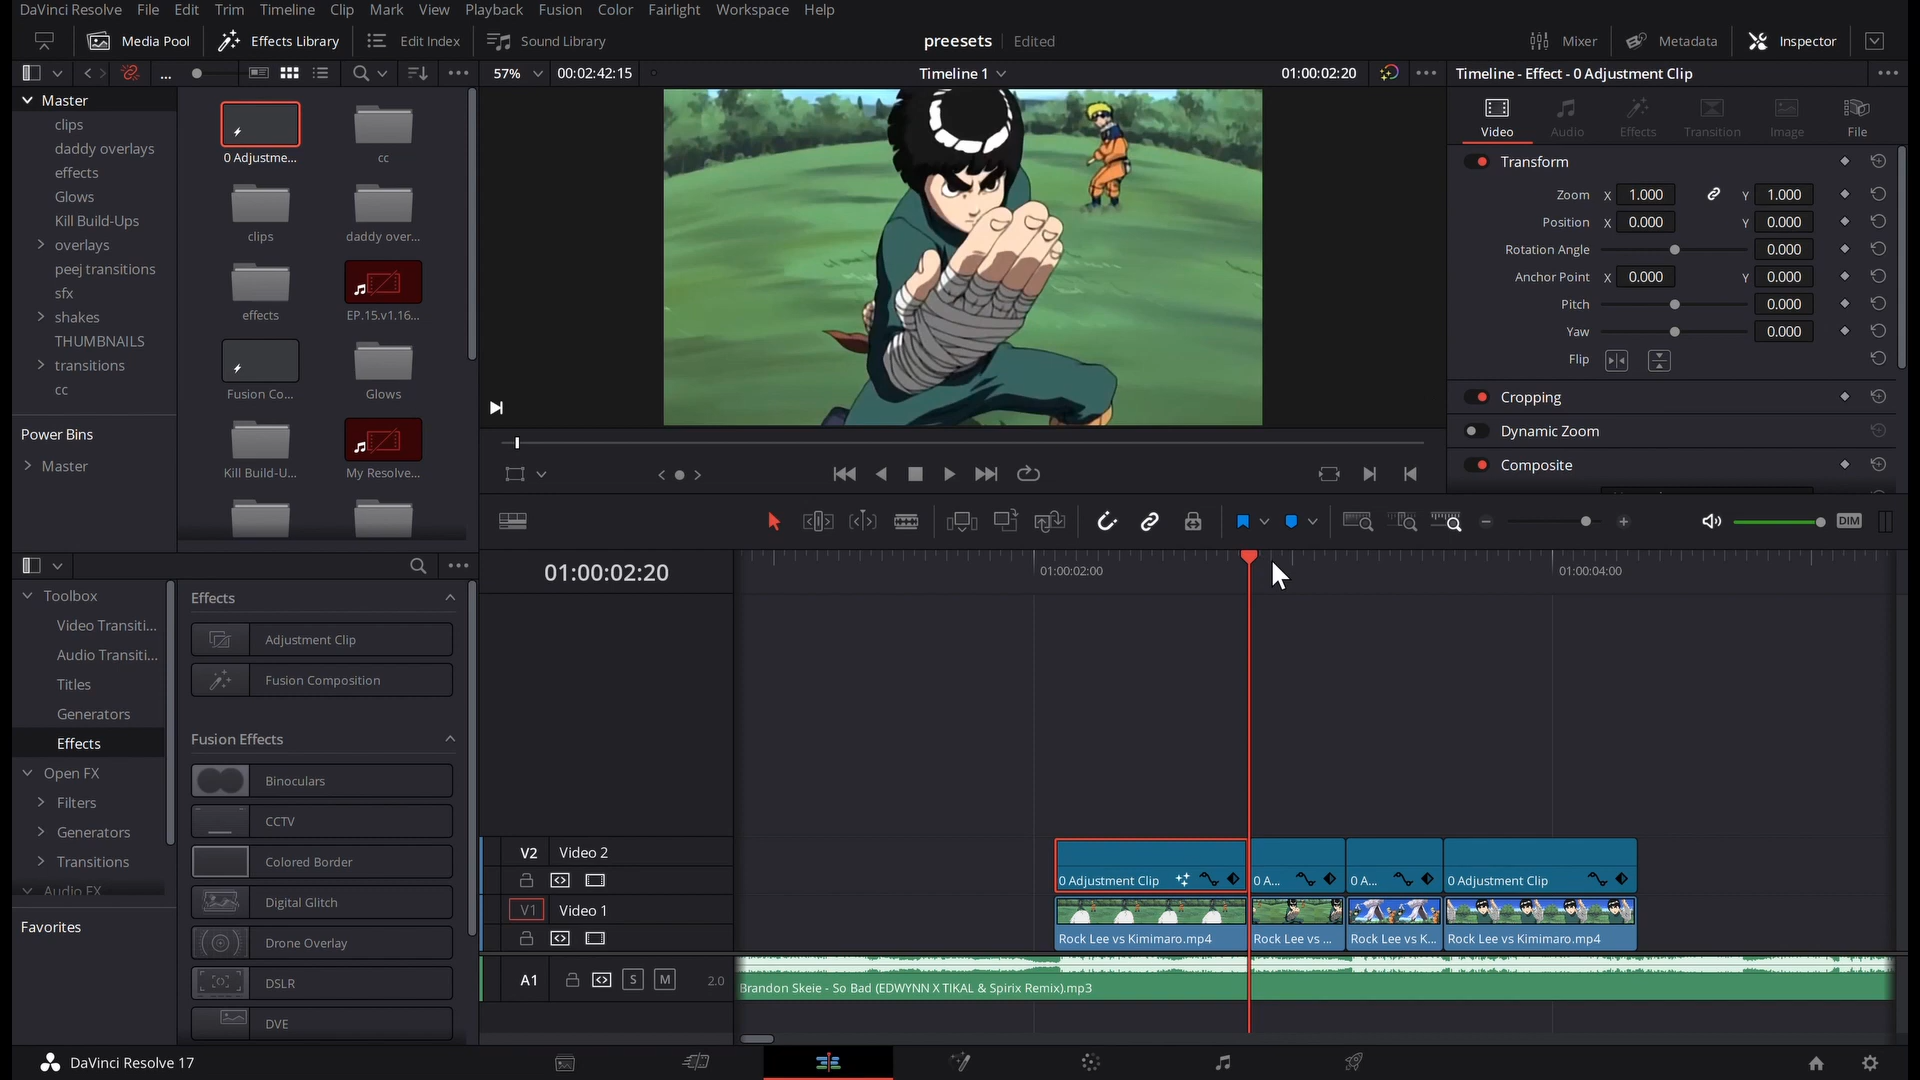 DaVinci Resolve File Edit Trim Timeline Clip Mark View Playback Fusion Color Fairlight Workspace Help
Media Pool Effects Library Edit Index Sound Library preesets Edited Mixer Metadata Inspector
... 57% 00:02:42:15 Timeline 1 01:00:02:20 Timeline - Effect - 0 Adjustment Clip
Master
clips
daddy overlays
effects
Glows
Kill Build-Ups
overlays
peej transitions
sfx
shakes
THUMBNAILS
transitions
cc
Power Bins
Master
0 Adjustme... cc
clips daddy over...
effects EP.15.v1.16...
Fusion Co... Glows
Kill Build-U... My Resolve...
Video Audio Effects Transition Image File
Transform
Zoom X 1.000 Y 1.000
Position X 0.000 Y 0.000
Rotation Angle 0.000
Anchor Point X 0.000 Y 0.000
Pitch 0.000
Yaw 0.000
Flip
Cropping
Dynamic Zoom
Composite
DIM
Toolbox
Video Transiti...
Audio Transiti...
Titles
Generators
Effects
Open FX
Filters
Generators
Transitions
Audio FX
Favorites
Effects
Adjustment Clip
Fusion Composition
Fusion Effects
Binoculars
CCTV
Colored Border
Digital Glitch
Drone Overlay
DSLR
DVE
01:00:02:20 01:00:02:00 01:00:04:00
V2 Video 2
0 Adjustment Clip 0 A... 0 A... 0 Adjustment Clip
V1 Video 1
Rock Lee vs Kimimaro.mp4 Rock Lee vs ... Rock Lee vs K... Rock Lee vs Kimimaro.mp4
A1 S M 2.0
Brandon Skeie - So Bad (EDWYNN X TIKAL & Spirix Remix).mp3
DaVinci Resolve 17